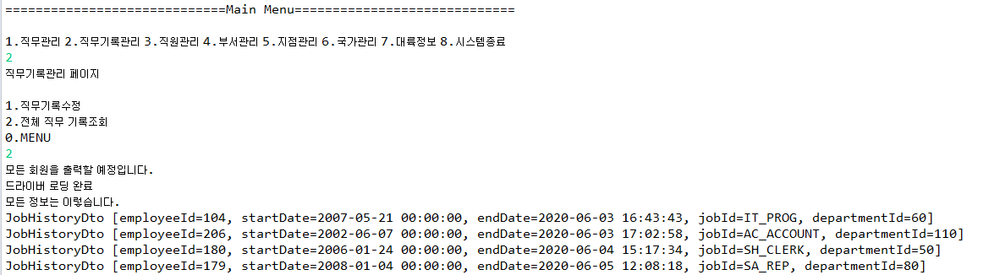 =============================Main Menu=============================
1.직무관리 2.직무기록관리 3.직원관리 4.부서관리 5.지점관리 6.국가관리 7.대륙정보 8.시스템종료
2
직무기록관리 페이지
1.직무기록수정
2.전체 직무 기록조회
0.MENU
2
모든 회원을 출력할 예정입니다.
드라이버 로딩 완료
모든 정보는 이렇습니다.
JobHistoryDto [employeeId=104, startDate=2007-05-21 00:00:00, endDate=2020-06-03 16:43:43, jobId=IT_PROG, departmentId=60]
JobHistoryDto [employeeId=206, startDate=2002-06-07 00:00:00, endDate=2020-06-03 17:02:58, jobId=AC_ACCOUNT, departmentId=110]
JobHistoryDto [employeeId=180, startDate=2006-01-24 00:00:00, endDate=2020-06-04 15:17:34, jobId=SH_CLERK, departmentId=50]
JobHistoryDto [employeeId=179, startDate=2008-01-04 00:00:00, endDate=2020-06-05 12:08:18, jobId=SA_REP, departmentId=80]